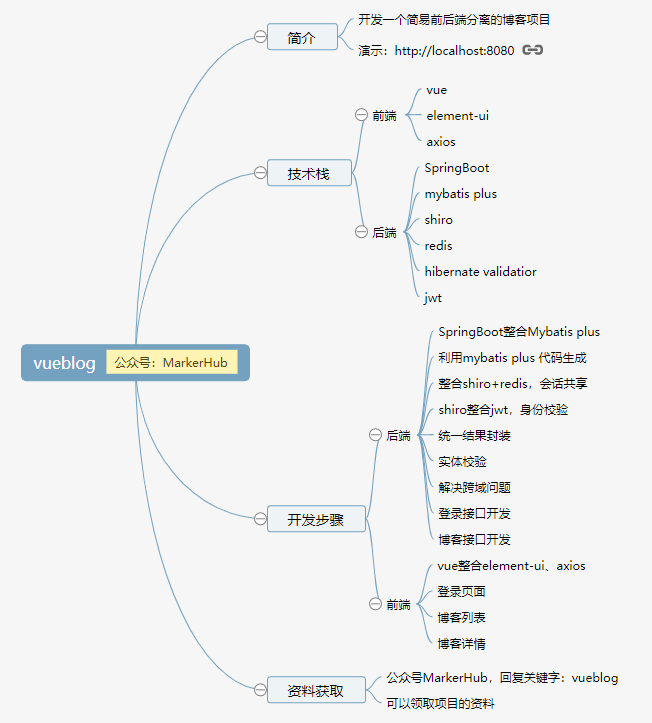 简介
开发一个简易前后端分离的博客项目
演示：http://localhost:8080
技术栈
前端
vue
element-ui
axios
后端
SpringBoot
mybatis plus
shiro
redis
hibernate validatior
jwt
vueblog
公众号：MarkerHub
开发步骤
后端
SpringBoot整合Mybatis plus
利用mybatis plus 代码生成
整合shiro+redis，会话共享
shiro整合jwt，身份校验
统一结果封装
实体校验
解决跨域问题
登录接口开发
博客接口开发
前端
vue整合element-ui、axios
登录页面
博客列表
博客详情
资料获取
公众号MarkerHub，回复关键字：vueblog
可以领取项目的资料